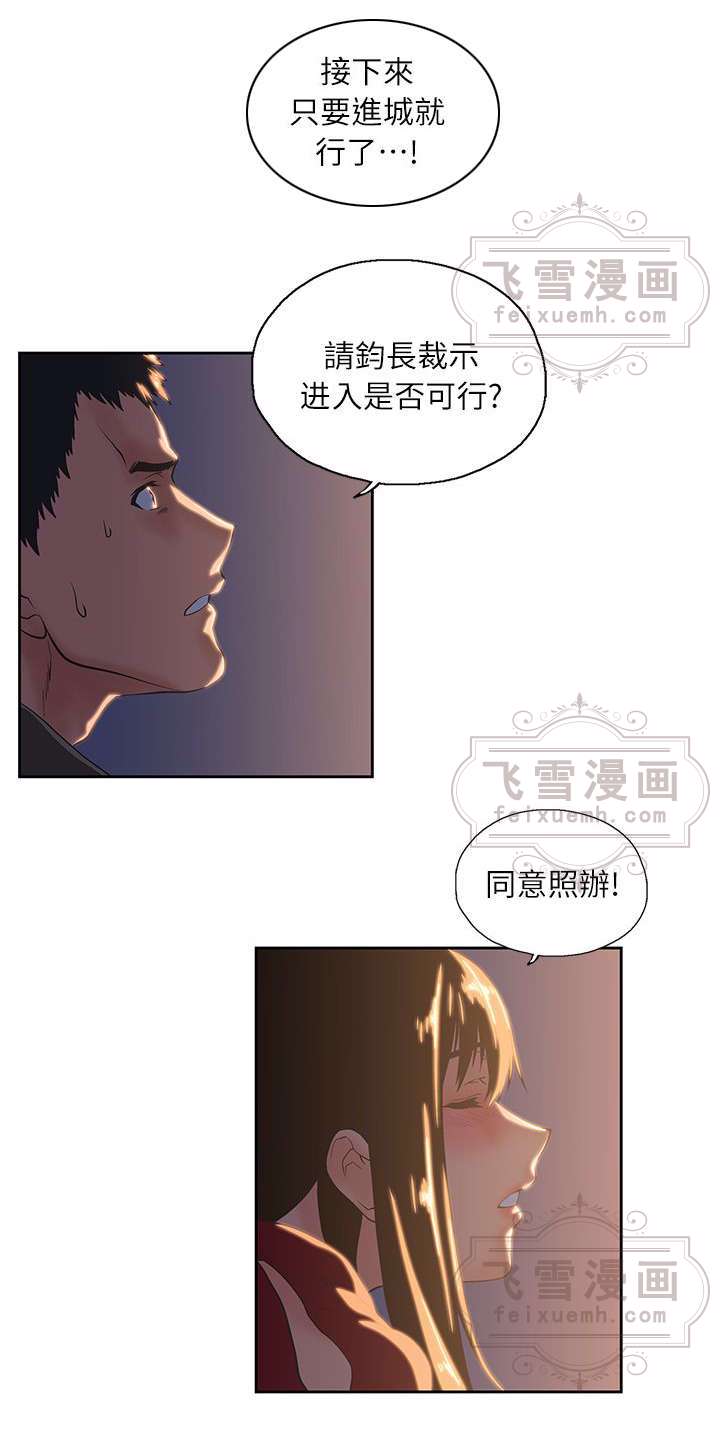 接下來
只要進城就
行了…!
飞雪漫画
feixuemh.com
請鈞長裁示
进入是否可行?
飞雪漫画
feixuemh.com
同意照辦!
飞雪漫画
feixuemh.com